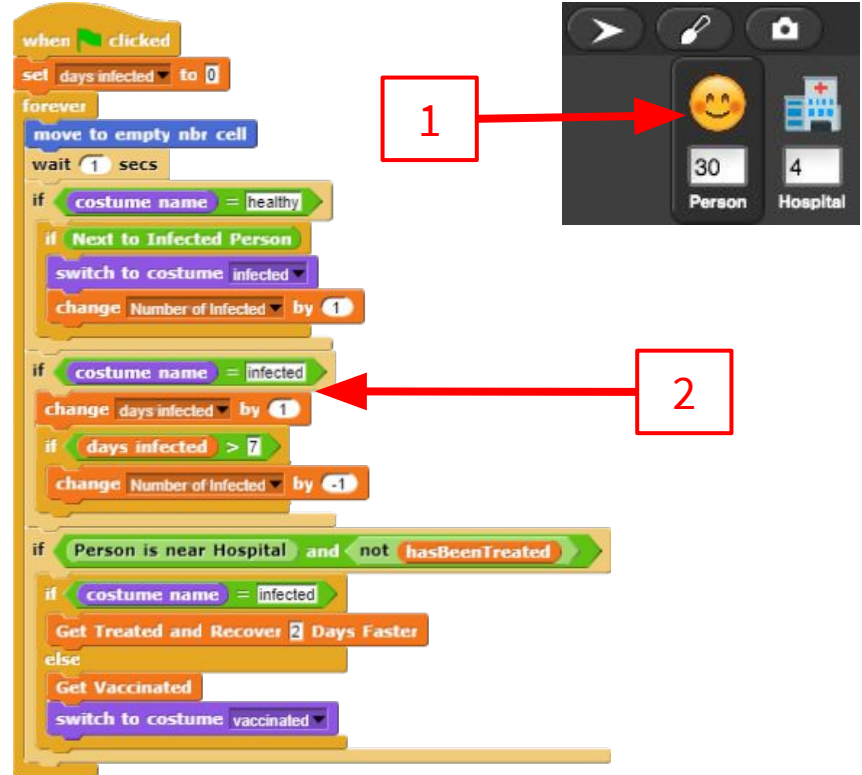 when clicked
set days infected to 0
forever
move to empty nbr cell
wait 1 secs
if costume name = healthy
if Next to Infected Person
switch to costume infected
change Number of Infected by 1
if costume name = infected
change days infected by 1
if days infected > 7
change Number of Infected by -1
if Person is near Hospital and not hasBeenTreated
if costume name = infected
Get Treated and Recover 2 Days Faster
else
Get Vaccinated
switch to costume vaccinated
1
2
30
4
Person
Hospital